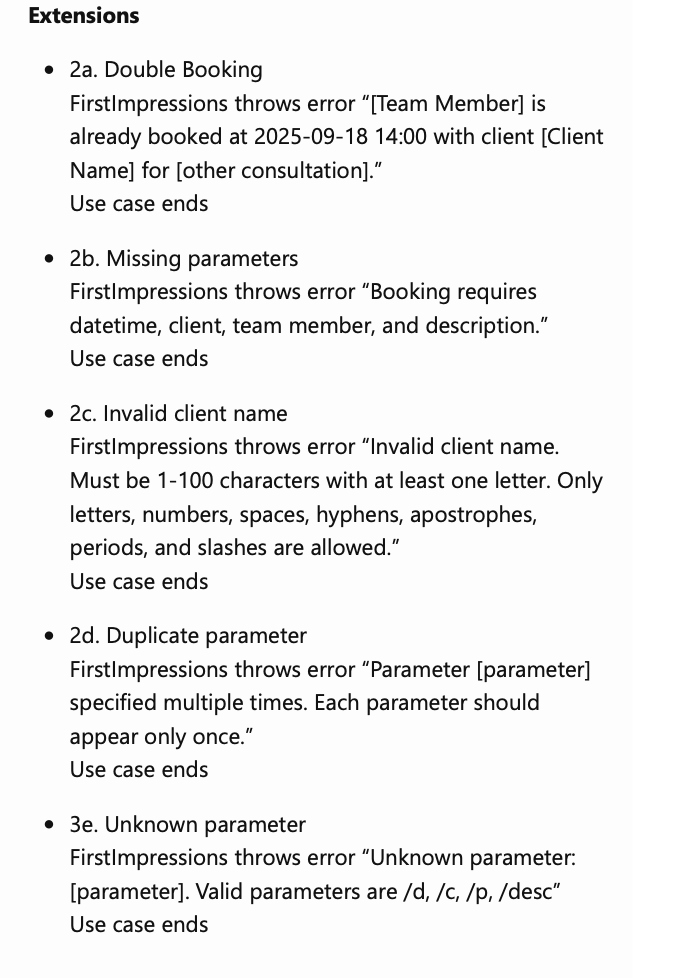 Extensions
• 2a. Double Booking
FirstImpressions throws error “[Team Member] is
already booked at 2025-09-18 14:00 with client [Client
Name] for [other consultation].”
Use case ends
• 2b. Missing parameters
FirstImpressions throws error “Booking requires
datetime, client, team member, and description.”
Use case ends
• 2c. Invalid client name
FirstImpressions throws error “Invalid client name.
Must be 1-100 characters with at least one letter. Only
letters, numbers, spaces, hyphens, apostrophes,
periods, and slashes are allowed.”
Use case ends
• 2d. Duplicate parameter
FirstImpressions throws error “Parameter [parameter]
specified multiple times. Each parameter should
appear only once.”
Use case ends
• 3e. Unknown parameter
FirstImpressions throws error “Unknown parameter:
[parameter]. Valid parameters are /d, /c, /p, /desc”
Use case ends